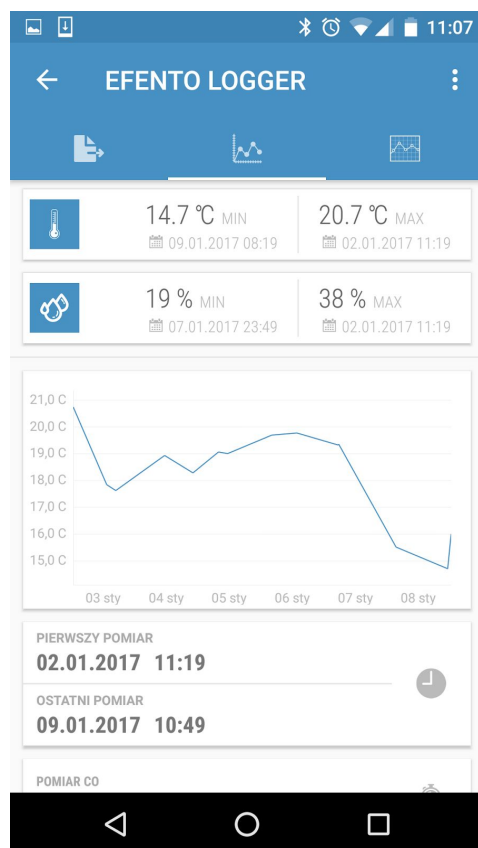 11:07
EFENTO LOGGER
14.7 °C MIN
20.7 °C MAX
09.01.2017 08:19
02.01.2017 11:19
19 % MIN
38 % MAX
07.01.2017 23:49
02.01.2017 11:19
21,0 C
20,0 C
19,0 C
18,0 C
17,0 C
16,0 C
15,0 C
03 sty 04 sty 05 sty 06 sty 07 sty 08 sty
PIERWSZY POMIAR
02.01.2017 11:19
OSTATNI POMIAR
09.01.2017 10:49
POMIAR CO